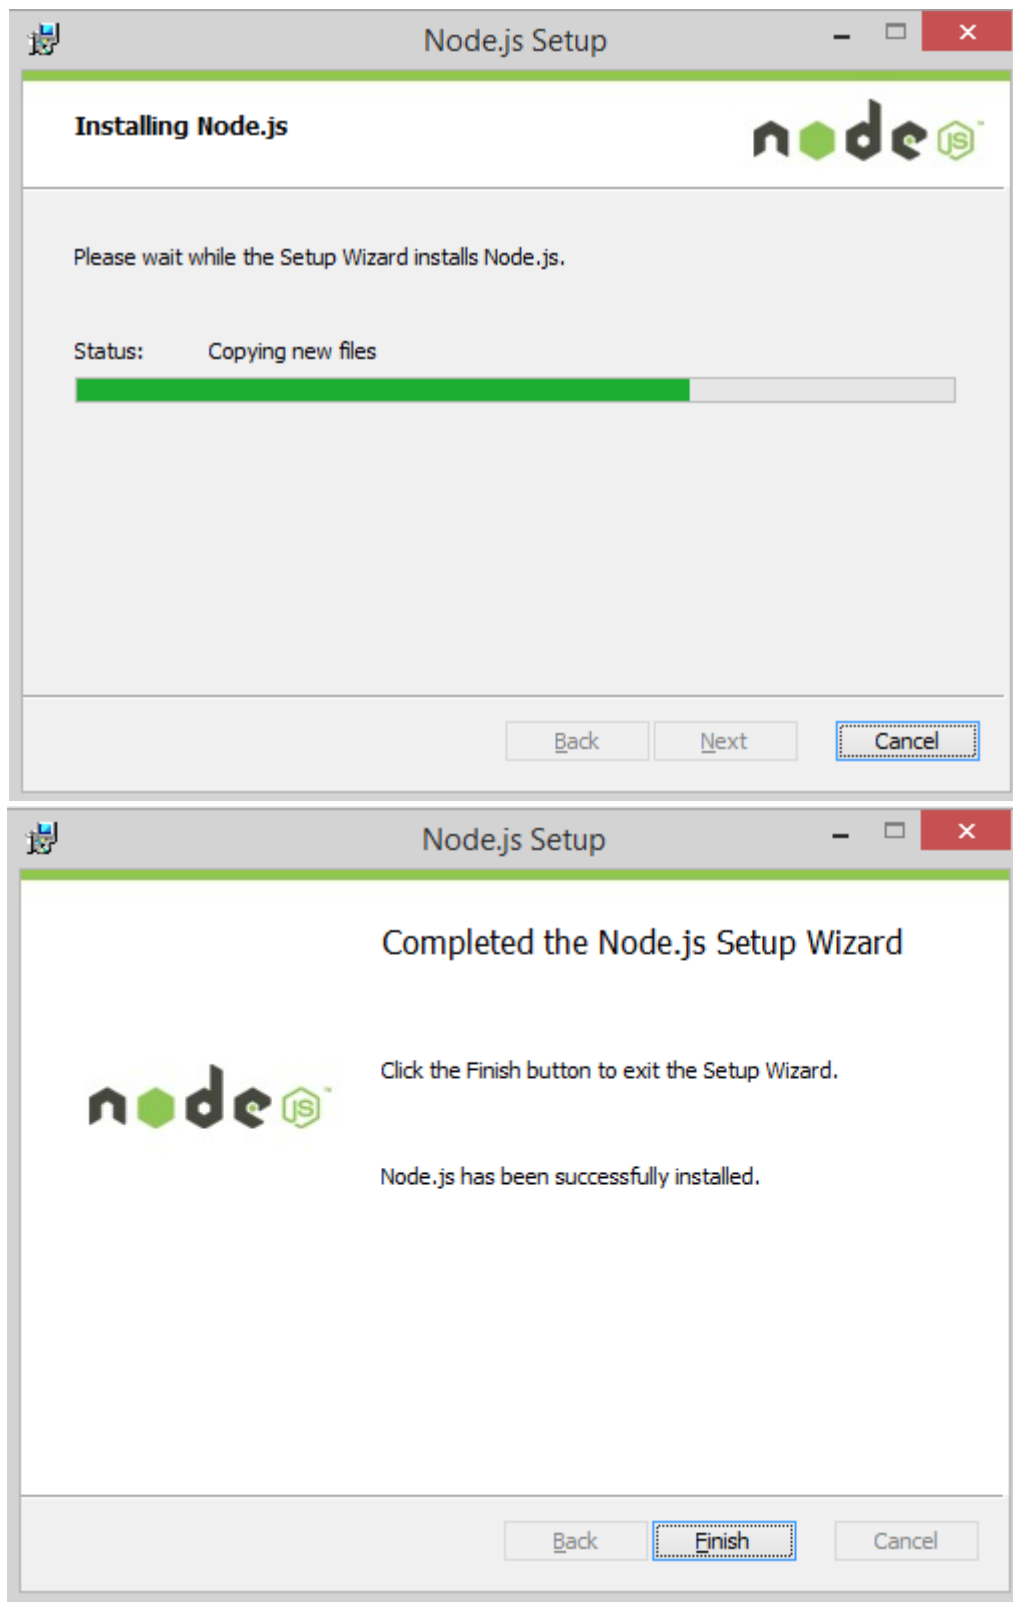 Node.js Setup
Installing Node.js
node JS™
Please wait while the Setup Wizard installs Node.js.
Status: Copying new files
Back Next Cancel
Node.js Setup
Completed the Node.js Setup Wizard
Click the Finish button to exit the Setup Wizard.
node JS™
Node.js has been successfully installed.
Back Finish Cancel